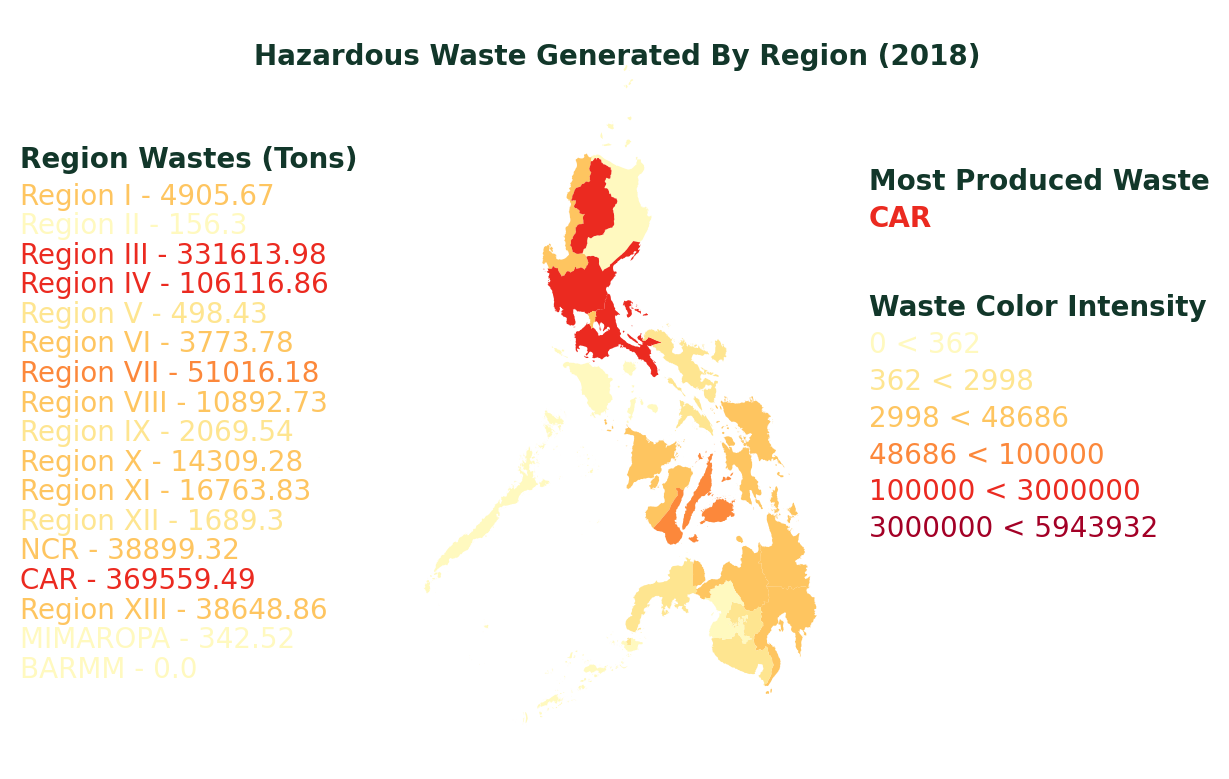 Hazardous Waste Generated By Region (2018)
Region Wastes (Tons)
Region I - 4905.67
Region II - 156.3
Region III - 331613.98
Region IV - 106116.86
Region V - 498.43
Region VI - 3773.78
Region VII - 51016.18
Region VIII - 10892.73
Region IX - 2069.54
Region X - 14309.28
Region XI - 16763.83
Region XII - 1689.3
NCR - 38899.32
CAR - 369559.49
Region XIII - 38648.86
MIMAROPA - 342.52
BARMM - 0.0
Most Produced Waste
CAR
Waste Color Intensity
0 < 362
362 < 2998
2998 < 48686
48686 < 100000
100000 < 3000000
3000000 < 5943932